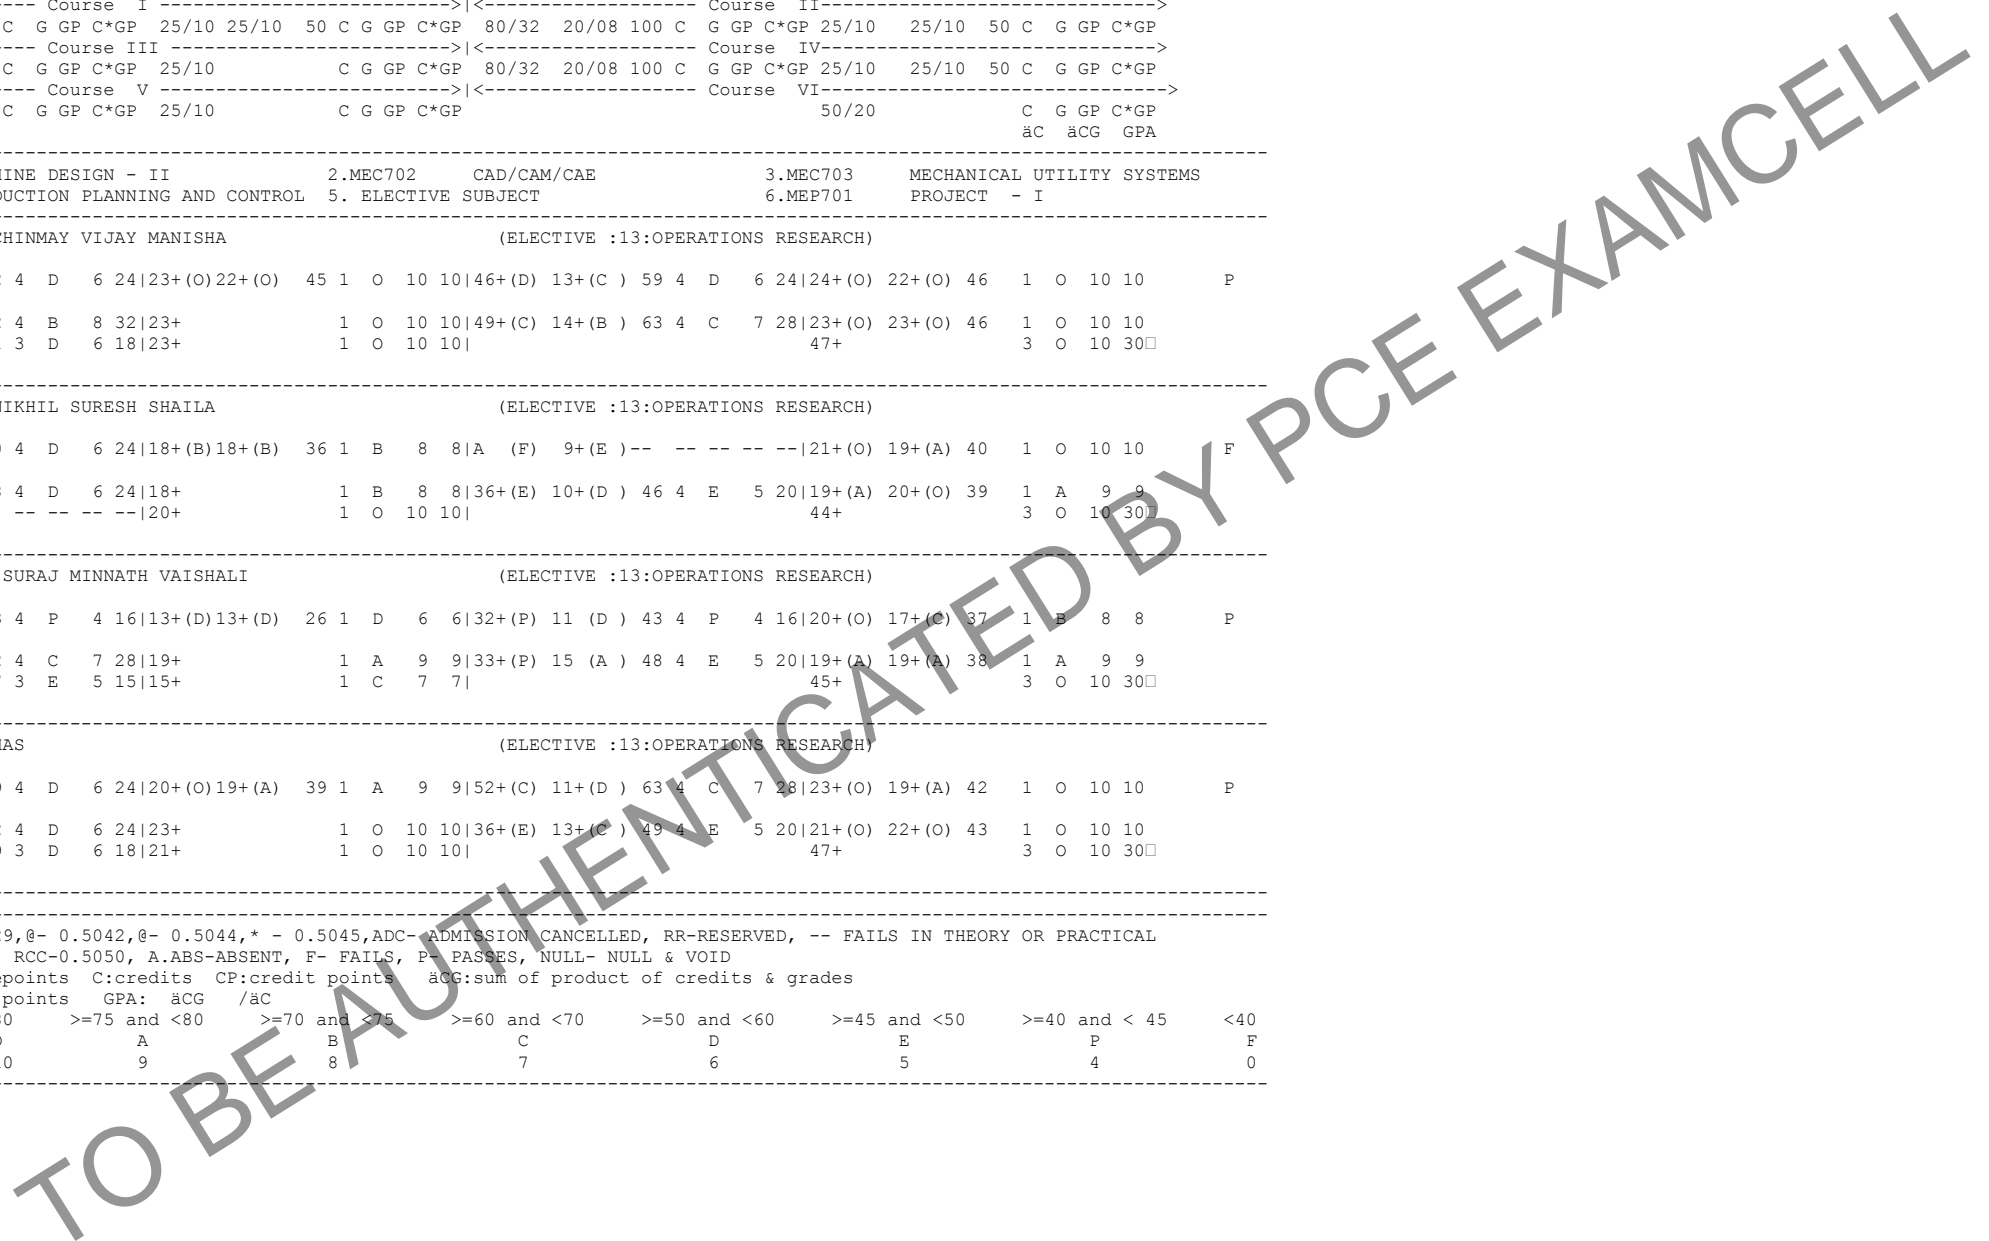 ---- Course I --------------------------->|<------------------- Course II------------------------------>
C G GP C*GP 25/10 25/10 50 C G GP C*GP 80/32 20/08 100 C G GP C*GP 25/10 25/10 50 C G GP C*GP
---- Course III -------------------------->|<------------------- Course IV------------------------------>
C G GP C*GP 25/10 C G GP C*GP 80/32 20/08 100 C G GP C*GP 25/10 25/10 50 C G GP C*GP
---- Course V --------------------------->|<------------------- Course VI------------------------------->
C G GP C*GP 25/10 C G GP C*GP 50/20 C G GP C*GP
äC äCG GPA
DESIGN - II 2.MEC702 CAD/CAM/CAE 3.MEC703 MECHANICAL UTILITY SYSTEMS
PLANNING AND CONTROL 5. ELECTIVE SUBJECT 6.MEP701 PROJECT - I
CHINMAY VIJAY MANISHA (ELECTIVE :13:OPERATIONS RESEARCH)
4 D 6 24|23+(O)22+(O) 45 1 O 10 10|46+(D) 13+(C ) 59 4 D 6 24|24+(O) 22+(O) 46 1 O 10 10 P
4 B 8 32|23+ 1 O 10 10|49+(C) 14+(B ) 63 4 C 7 28|23+(O) 23+(O) 46 1 O 10 10
3 D 6 18|23+ 1 O 10 10| 47+ 3 O 10 30□
NIKHIL SURESH SHAILA (ELECTIVE :13:OPERATIONS RESEARCH)
4 D 6 24|18+(B)18+(B) 36 1 B 8 8|A (F) 9+(E )-- -- -- -- --|21+(O) 19+(A) 40 1 O 10 10 F
4 D 6 24|18+ 1 B 8 8|36+(E) 10+(D ) 46 4 E 5 20|19+(A) 20+(O) 39 1 A 9 9
-- -- -- --|20+ 1 O 10 10| 44+ 3 O 10 30□
SURAJ MINNATH VAISHALI (ELECTIVE :13:OPERATIONS RESEARCH)
4 P 4 16|13+(D)13+(D) 26 1 D 6 6|32+(P) 11 (D ) 43 4 P 4 16|20+(O) 17+(C) 37 1 B 8 8 P
4 C 7 28|19+ 1 A 9 9|33+(P) 15 (A ) 48 4 E 5 20|19+(A) 19+(A) 38 1 A 9 9
3 E 5 15|15+ 1 C 7 7| 45+ 3 O 10 30□
(ELECTIVE :13:OPERATIONS RESEARCH)
4 D 6 24|20+(O)19+(A) 39 1 A 9 9|52+(C) 11+(D ) 63 4 C 7 28|23+(O) 19+(A) 42 1 O 10 10 P
4 D 6 24|23+ 1 O 10 10|36+(E) 13+(C ) 49 4 E 5 20|21+(O) 22+(O) 43 1 O 10 10
3 D 6 18|21+ 1 O 10 10| 47+ 3 O 10 30□
29,@- 0.5042,@- 0.5044,* - 0.5045,ADC- ADMISSION CANCELLED, RR-RESERVED, -- FAILS IN THEORY OR PRACTICAL
RCC-0.5050, A.ABS-ABSENT, F- FAILS, P- PASSES, NULL- NULL & VOID
C:credits CP:credit points äCG:sum of product of credits & grades
points GPA: äCG /äC
>=75 and <80 >=70 and <75 >=60 and <70 >=50 and <60 >=45 and <50 >=40 and < 45 <40
A B C D E P F
9 8 7 6 5 4 0
TO BE AUTHENTICATED BY PCE EXAMCELL